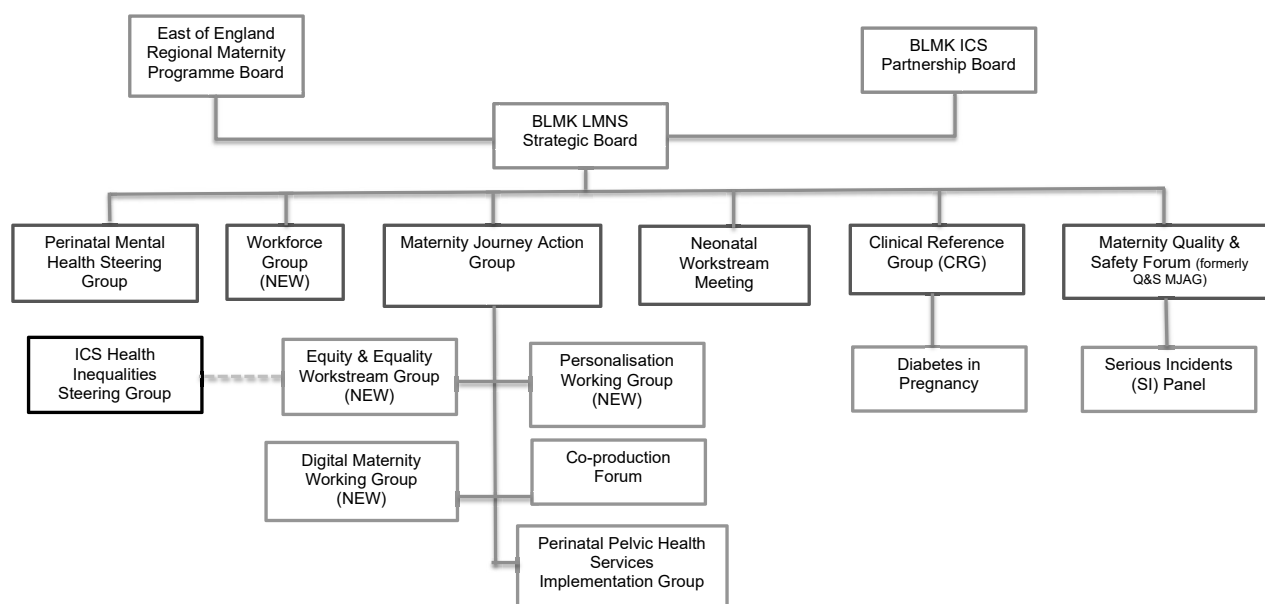 East of England
Regional Maternity
Programme Board
BLMK ICS
Partnership Board
BLMK LMNS
Strategic Board
Perinatal Mental
Health Steering
Group
Workforce
Group
(NEW)
Maternity Journey Action
Group
Neonatal
Workstream
Meeting
Clinical Reference
Group (CRG)
Maternity Quality &
Safety Forum (formerly
Q&S MJAG)
ICS Health
Inequalities
Steering Group
Equity & Equality
Workstream Group
(NEW)
Personalisation
Working Group
(NEW)
Diabetes in
Pregnancy
Serious Incidents
(SI) Panel
Digital Maternity
Working Group
(NEW)
Co-production
Forum
Perinatal Pelvic Health
Services
Implementation Group